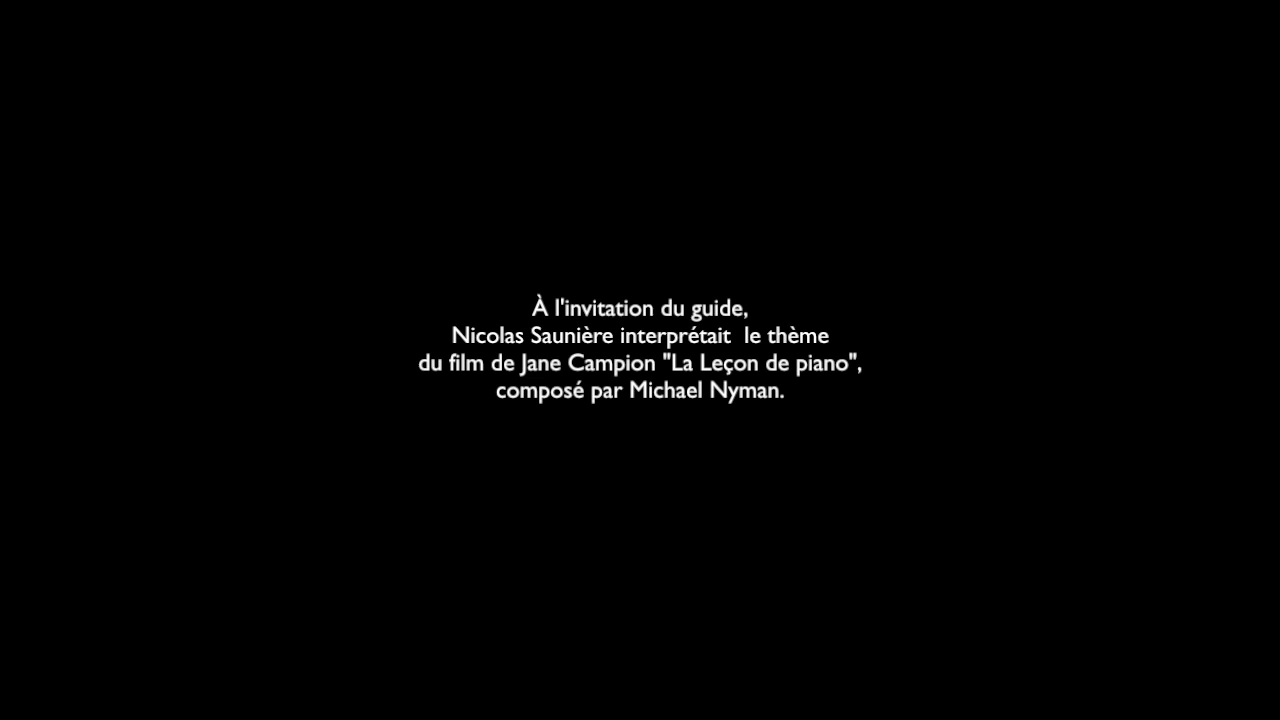 À l'invitation du guide,
Nicolas Saunière interprétait  le thème
du film de Jane Campion "La Leçon de piano",
composé par Michael Nyman.